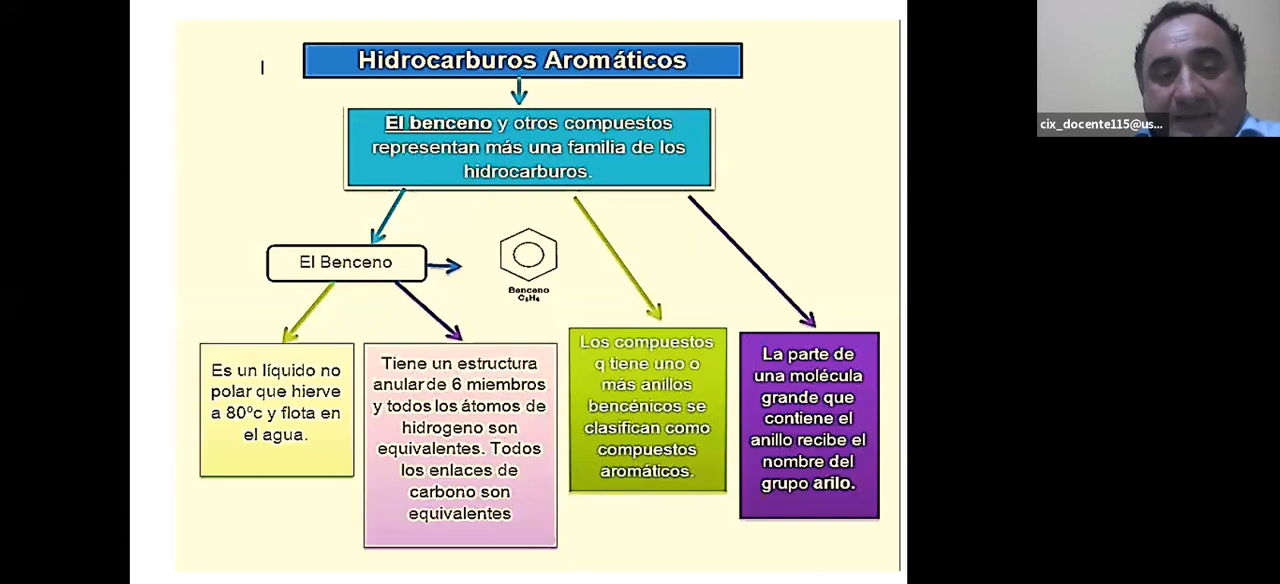 Hidrocarburos Aromáticos
El benceno y otros compuestos
representan más una familia de los
hidrocarburos.
El Benceno
Benceno
C₆H₆
Es un líquido no
polar que hierve
a 80ºc y flota en
el agua.
Tiene un estructura
anular de 6 miembros
y todos los átomos de
hidrogeno son
equivalentes. Todos
los enlaces de
carbono son
equivalentes
Los compuestos
q tiene uno o
más anillos
bencénicos se
clasifican como
compuestos
aromáticos.
La parte de
una molécula
grande que
contiene el
anillo recibe el
nombre del
grupo arilo.
cix_docente115@us...